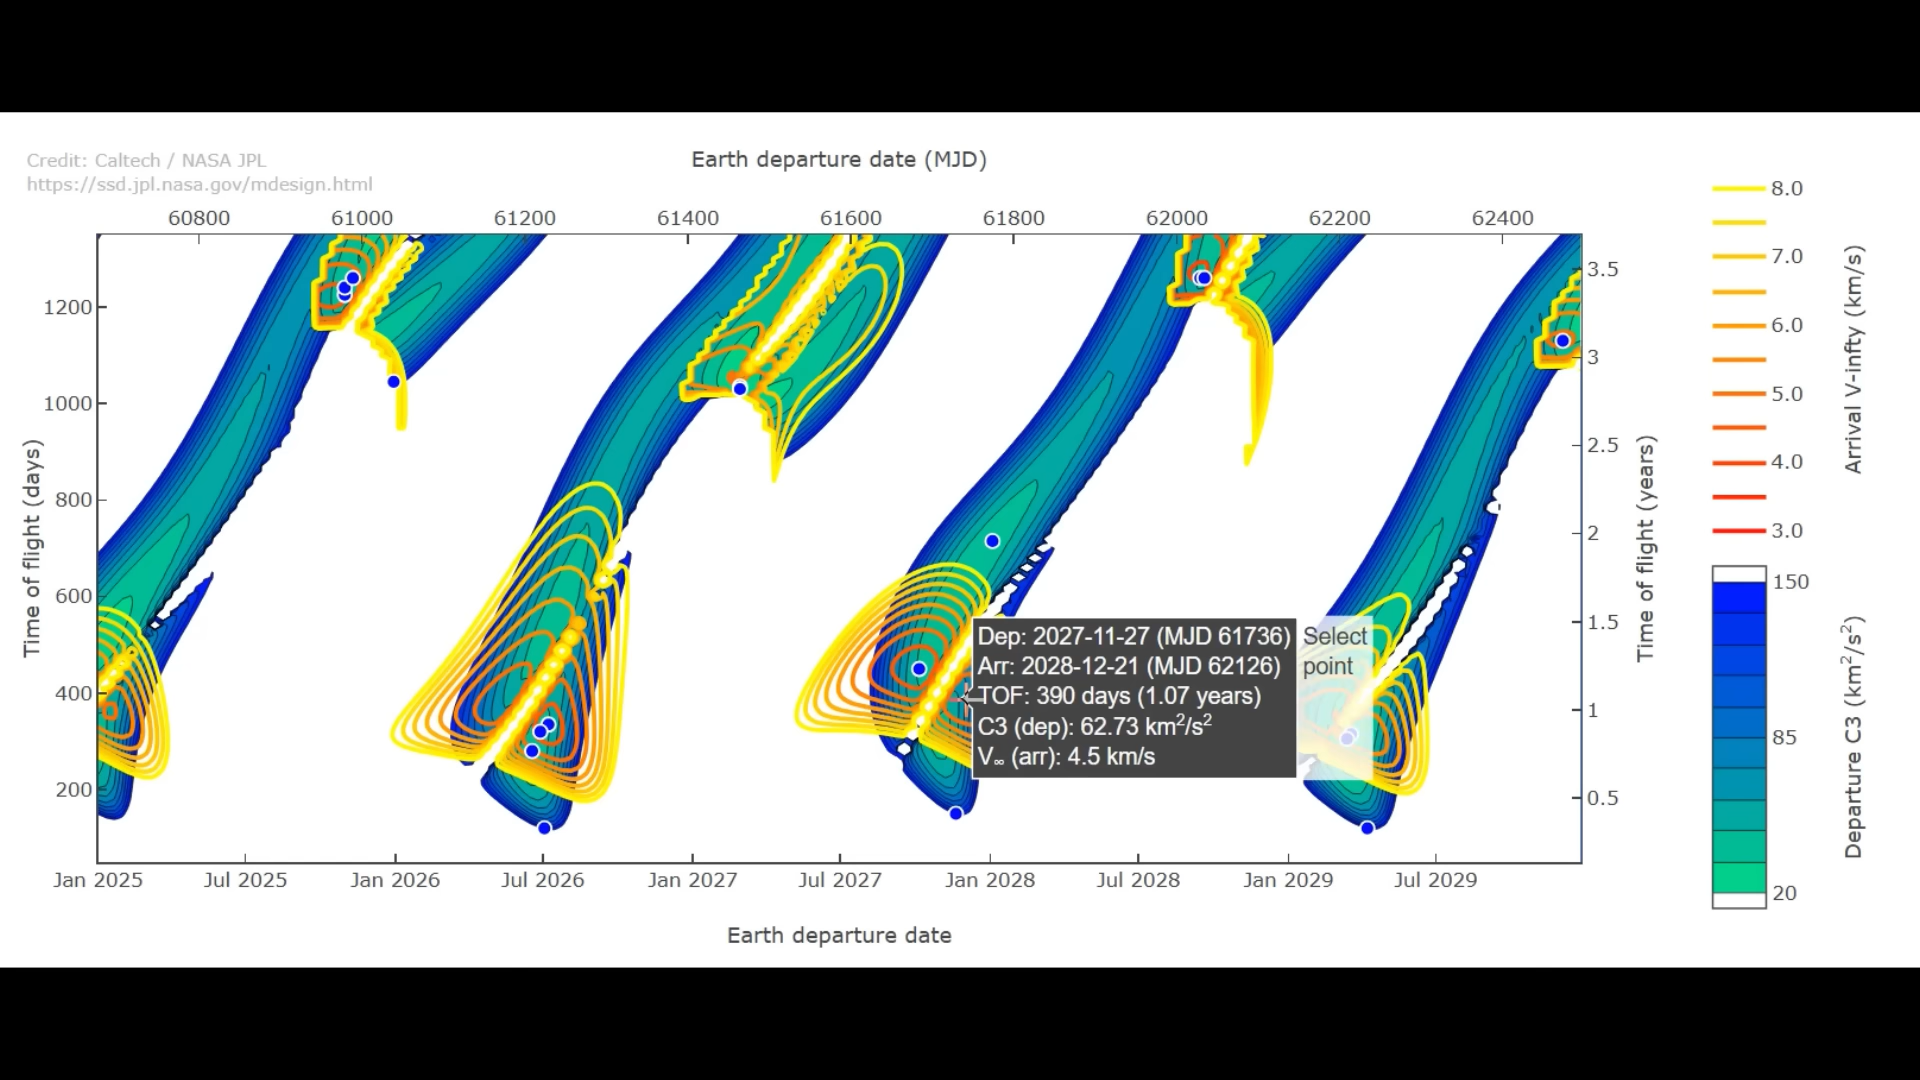 Credit: Caltech / NASA JPL
https://ssd.jpl.nasa.gov/mdesign.html
Earth departure date (MJD)
60800 61000 61200 61400 61600 61800 62000 62200 62400
Time of flight (days)
1200
1000
800
600
400
200
3.5
3
2.5
2
1.5
1
0.5
Time of flight (years)
Dep: 2027-11-27 (MJD 61736)
Arr: 2028-12-21 (MJD 62126)
TOF: 390 days (1.07 years)
C3 (dep): 62.73 km²/s²
V∞ (arr): 4.5 km/s
Select
point
Jan 2025 Jul 2025 Jan 2026 Jul 2026 Jan 2027 Jul 2027 Jan 2028 Jul 2028 Jan 2029 Jul 2029
Earth departure date
8.0
7.0
6.0
5.0
4.0
3.0
Arrival V-infty (km/s)
150
85
20
Departure C3 (km²/s²)